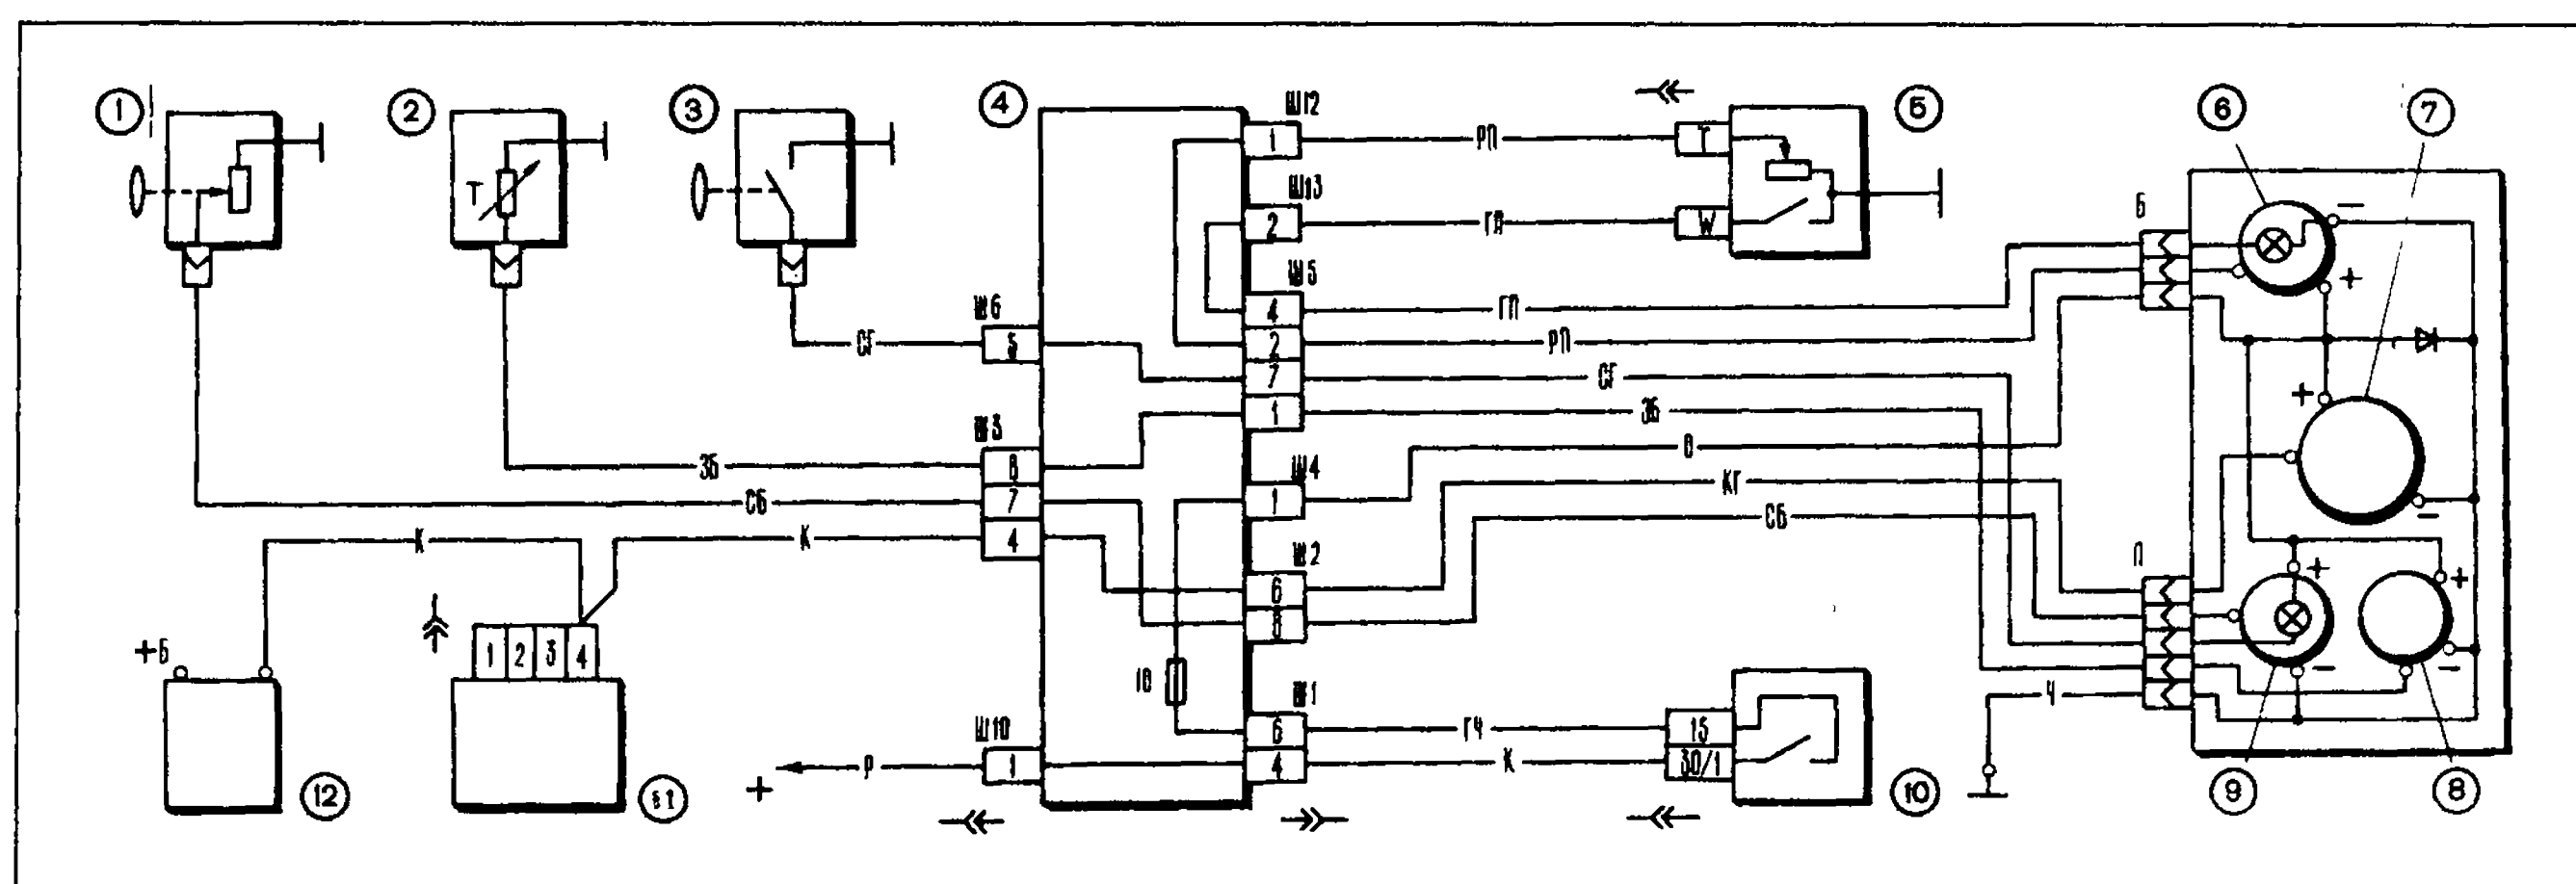 1
2
3
4
5
6
7
T
Ш12
1
РП
T
Ш13
2
W
Б
Ш5
4
ГП
2
РП
7
СГ
1
ЗБ
Ш6
5
СГ
Ш3
8
ЗБ
7
СБ
4
К
К
Ш4
1
О
КГ
СБ
Ш2
6
8
П
+Б
1 2 3 4
10
Ш1
6
ГЧ
15
4
К
30/1
Ч
Ш10
1
Р
+
12
11
10
9
8
+
−
+
−
+
−
+
−